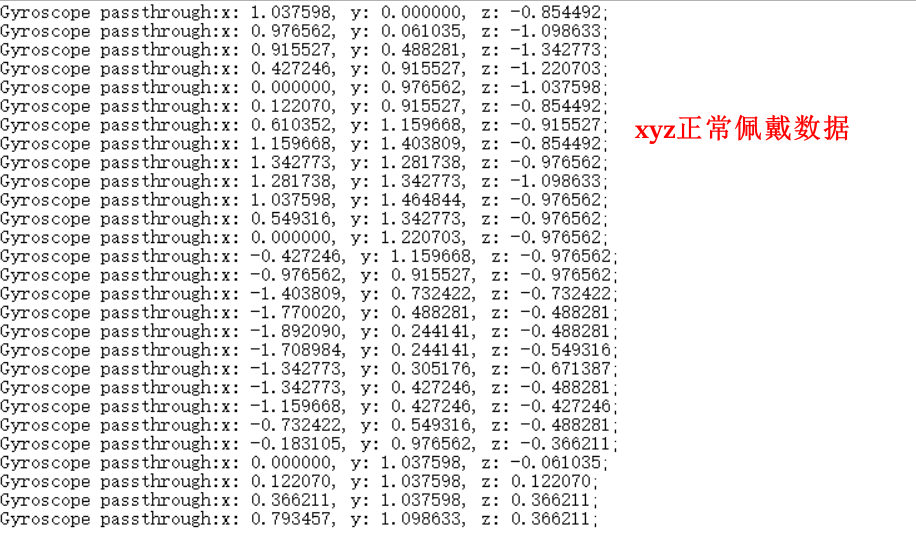 Gyroscope passthrough:x: 1.037598, y: 0.000000, z: -0.854492;
Gyroscope passthrough:x: 0.976562, y: 0.061035, z: -1.098633;
Gyroscope passthrough:x: 0.915527, y: 0.488281, z: -1.342773;
Gyroscope passthrough:x: 0.427246, y: 0.915527, z: -1.220703;
Gyroscope passthrough:x: 0.000000, y: 0.976562, z: -1.037598;
Gyroscope passthrough:x: 0.122070, y: 0.915527, z: -0.854492;
Gyroscope passthrough:x: 0.610352, y: 1.159668, z: -0.915527;
xyz正常佩戴数据
Gyroscope passthrough:x: 1.159668, y: 1.403809, z: -0.854492;
Gyroscope passthrough:x: 1.342773, y: 1.281738, z: -0.976562;
Gyroscope passthrough:x: 1.281738, y: 1.342773, z: -1.098633;
Gyroscope passthrough:x: 1.037598, y: 1.464844, z: -0.976562;
Gyroscope passthrough:x: 0.549316, y: 1.342773, z: -0.976562;
Gyroscope passthrough:x: 0.000000, y: 1.220703, z: -0.976562;
Gyroscope passthrough:x: -0.427246, y: 1.159668, z: -0.976562;
Gyroscope passthrough:x: -0.976562, y: 0.915527, z: -0.976562;
Gyroscope passthrough:x: -1.403809, y: 0.732422, z: -0.732422;
Gyroscope passthrough:x: -1.770020, y: 0.488281, z: -0.488281;
Gyroscope passthrough:x: -1.892090, y: 0.244141, z: -0.488281;
Gyroscope passthrough:x: -1.708984, y: 0.244141, z: -0.549316;
Gyroscope passthrough:x: -1.342773, y: 0.305176, z: -0.671387;
Gyroscope passthrough:x: -1.342773, y: 0.427246, z: -0.488281;
Gyroscope passthrough:x: -1.159668, y: 0.427246, z: -0.427246;
Gyroscope passthrough:x: -0.732422, y: 0.549316, z: -0.488281;
Gyroscope passthrough:x: -0.183105, y: 0.976562, z: -0.366211;
Gyroscope passthrough:x: 0.000000, y: 1.037598, z: -0.061035;
Gyroscope passthrough:x: 0.122070, y: 1.037598, z: 0.122070;
Gyroscope passthrough:x: 0.366211, y: 1.037598, z: 0.366211;
Gyroscope passthrough:x: 0.793457, y: 1.098633, z: 0.366211;